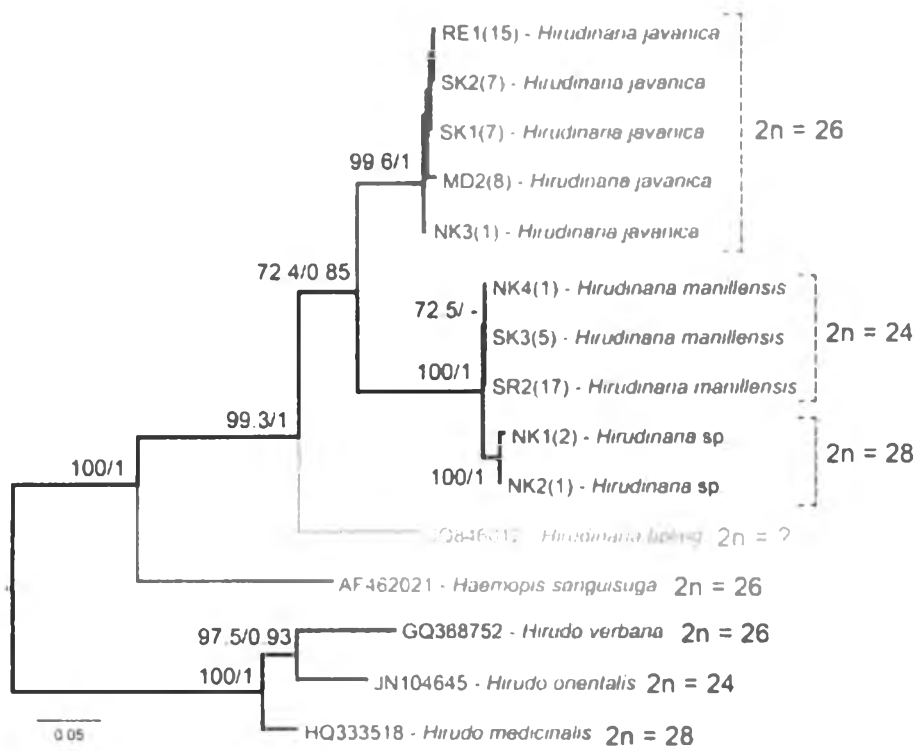 RE1(15) - Hirudinaria javanica
SK2(7) - Hirudinaria javanica
SK1(7) - Hirudinaria javanica
2n = 26
99.6/1
MD2(8) - Hirudinaria javanica
NK3(1) - Hirudinaria javanica
72.4/0.85
NK4(1) - Hirudinaria manillensis
72.5/ -
SK3(5) - Hirudinaria manillensis
2n = 24
100/1
SR2(17) - Hirudinaria manillensis
99.3/1
NK1(2) - Hirudinaria sp
2n = 28
100/1
100/1
NK2(1) - Hirudinaria sp.
Hirudinaria 2n = ?
AF462021 - Haemopis sanguisuga 2n = 26
97.5/0.93
GQ368752 - Hirudo verbana 2n = 26
100/1
JN104645 - Hirudo orientalis 2n = 24
0.05
HQ333518 - Hirudo medicinalis 2n = 28